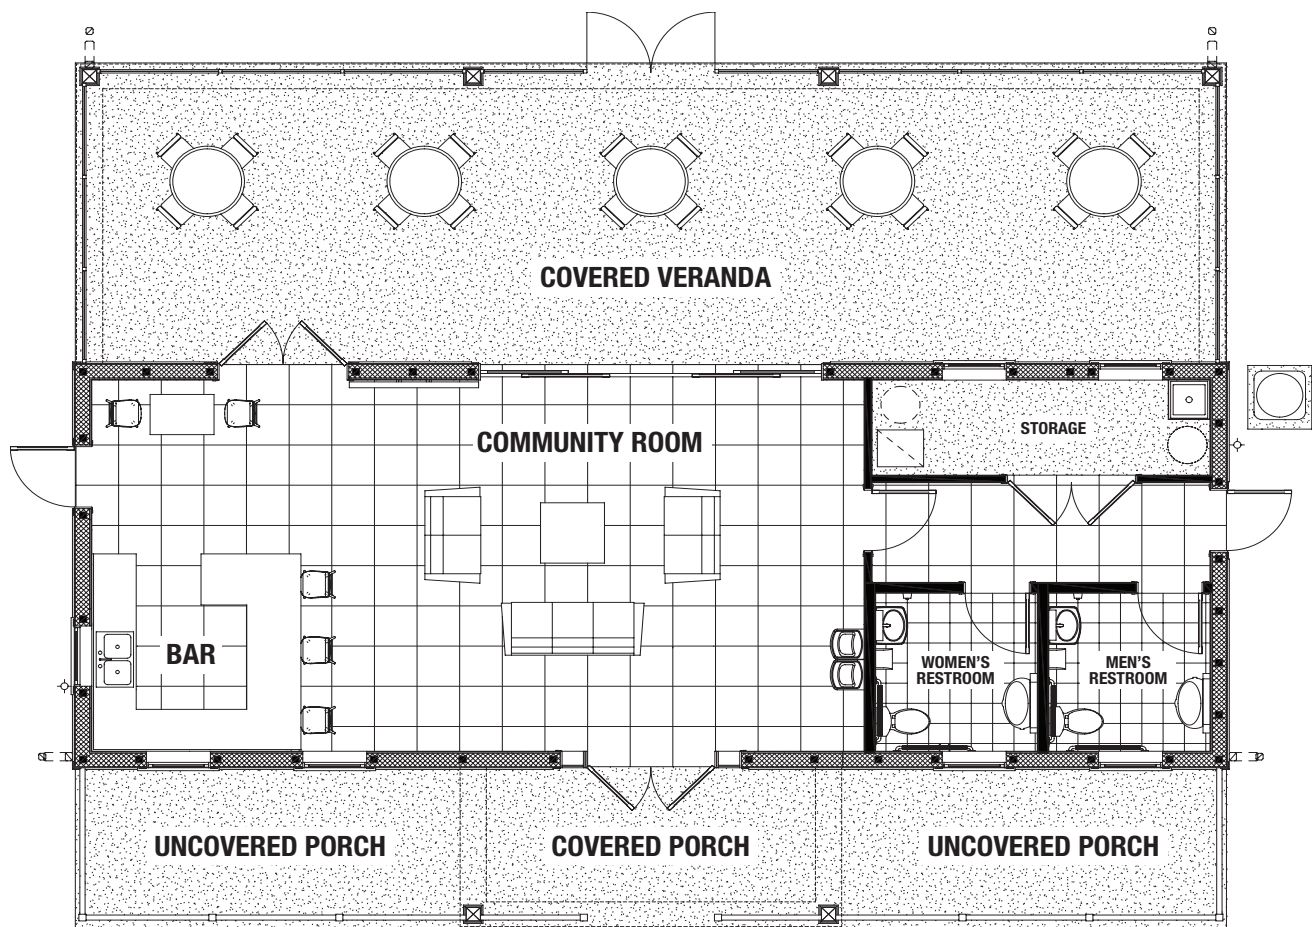 COVERED VERANDA
STORAGE
COMMUNITY ROOM
BAR
WOMEN'S
RESTROOM
MEN'S
RESTROOM
UNCOVERED PORCH
COVERED PORCH
UNCOVERED PORCH